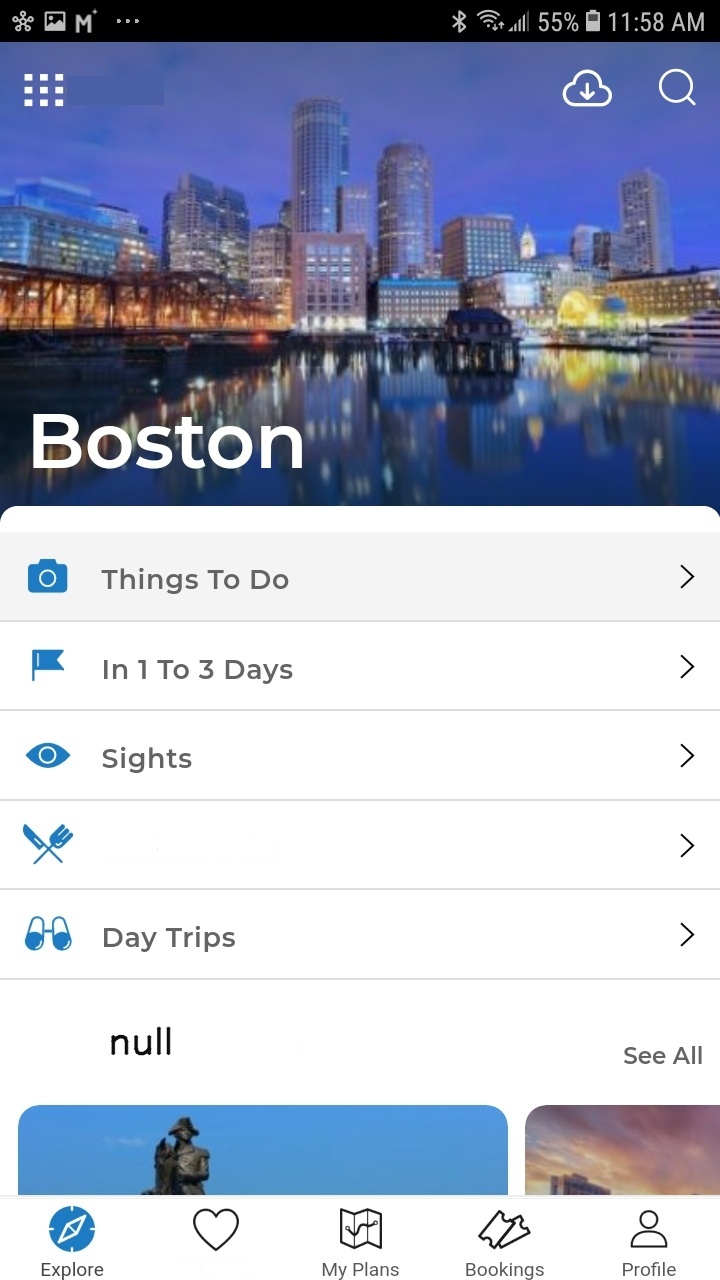 55% 11:58 AM
Boston
Things To Do
In 1 To 3 Days
Sights
Day Trips
null
See All
Explore
My Plans
Bookings
Profile